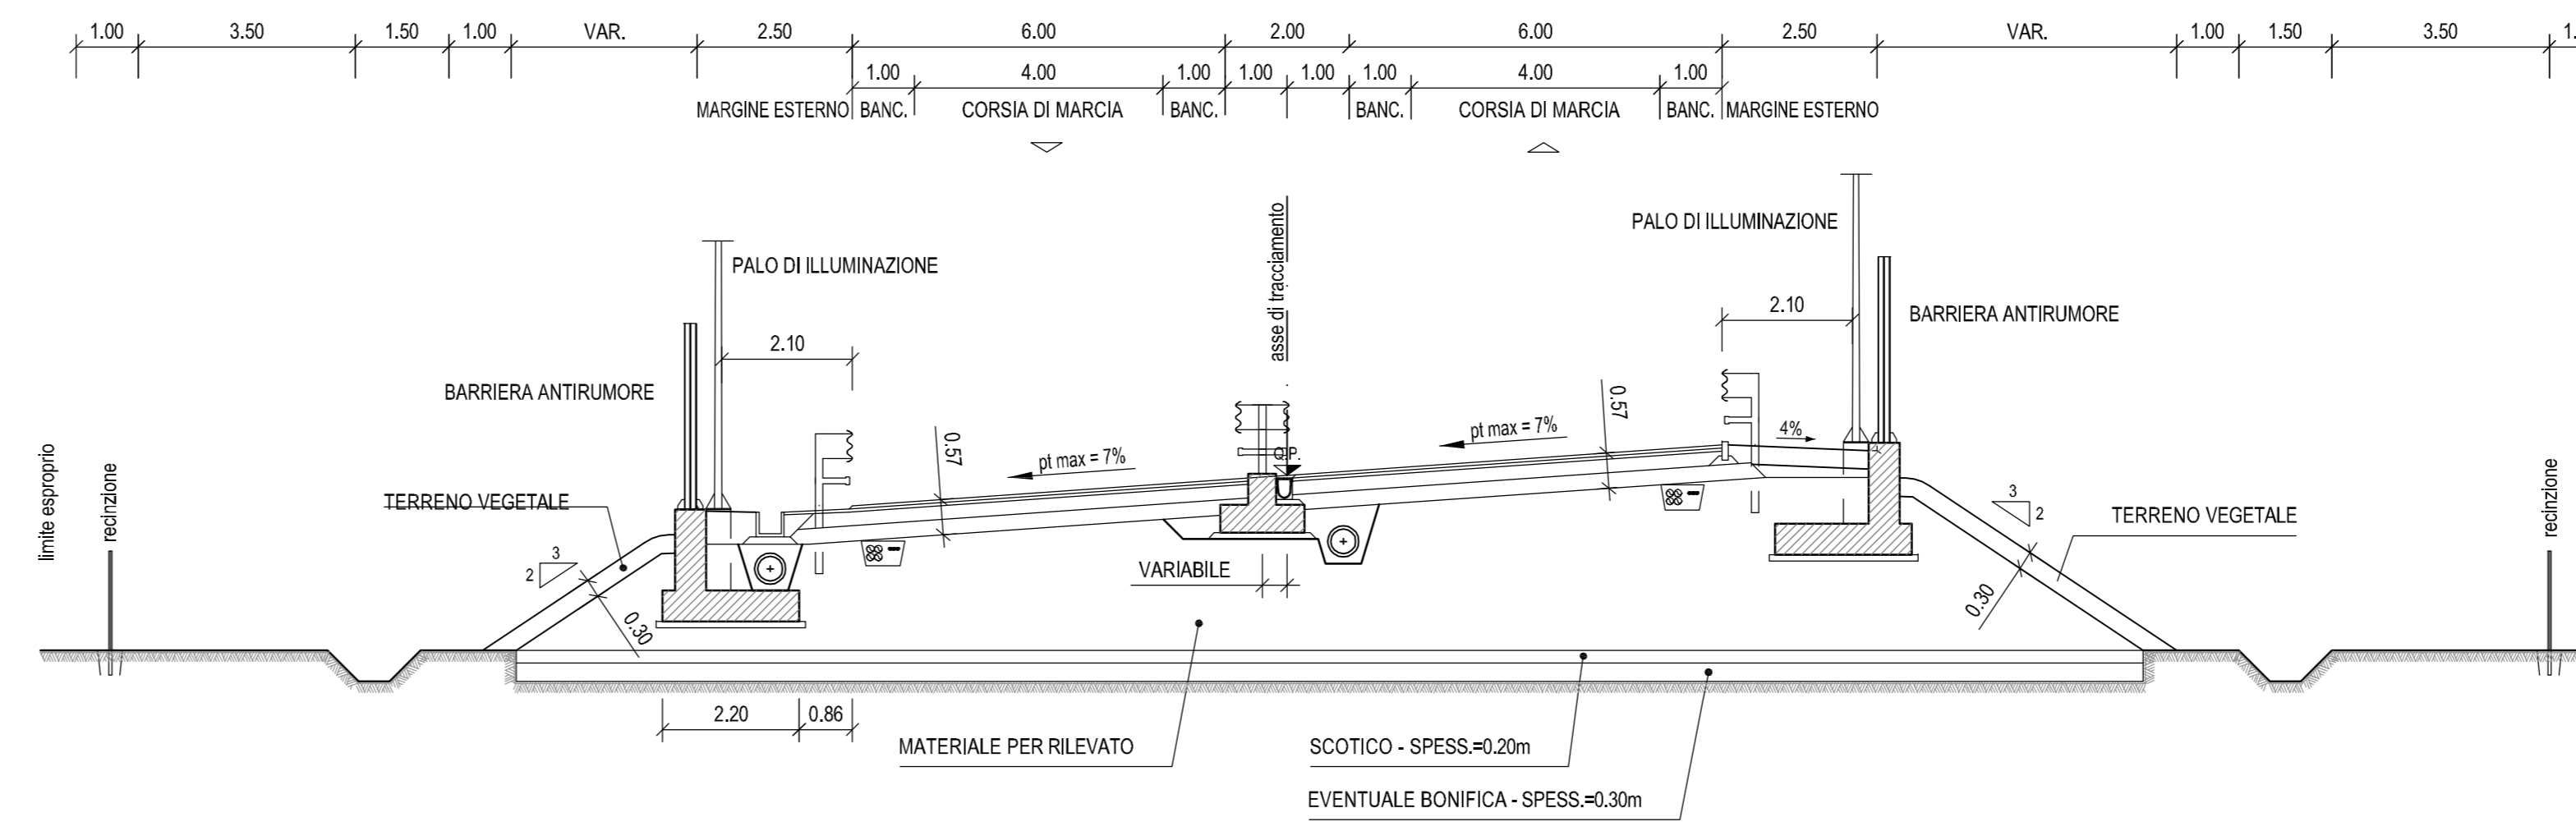 1.00 3.50 1.50 1.00 VAR. 2.50 6.00 2.00 6.00 2.50 VAR. 1.00 1.50 3.50 1.
1.00 4.00 1.00 1.00 1.00 1.00 4.00 1.00
MARGINE ESTERNO BANC. CORSIA DI MARCIA BANC. BANC. CORSIA DI MARCIA BANC. MARGINE ESTERNO
asse di tracciamento
PALO DI ILLUMINAZIONE
PALO DI ILLUMINAZIONE
2.10
BARRIERA ANTIRUMORE
2.10
BARRIERA ANTIRUMORE
0.57
pt max = 7%
4%
0.57
pt max = 7%
Q.P.
limite esproprio
recinzione
TERRENO VEGETALE
3
2
0.30
VARIABILE
3
2
TERRENO VEGETALE
0.30
recinzione
2.20 0.86
MATERIALE PER RILEVATO
SCOTICO - SPESS.=0.20m
EVENTUALE BONIFICA - SPESS.=0.30m